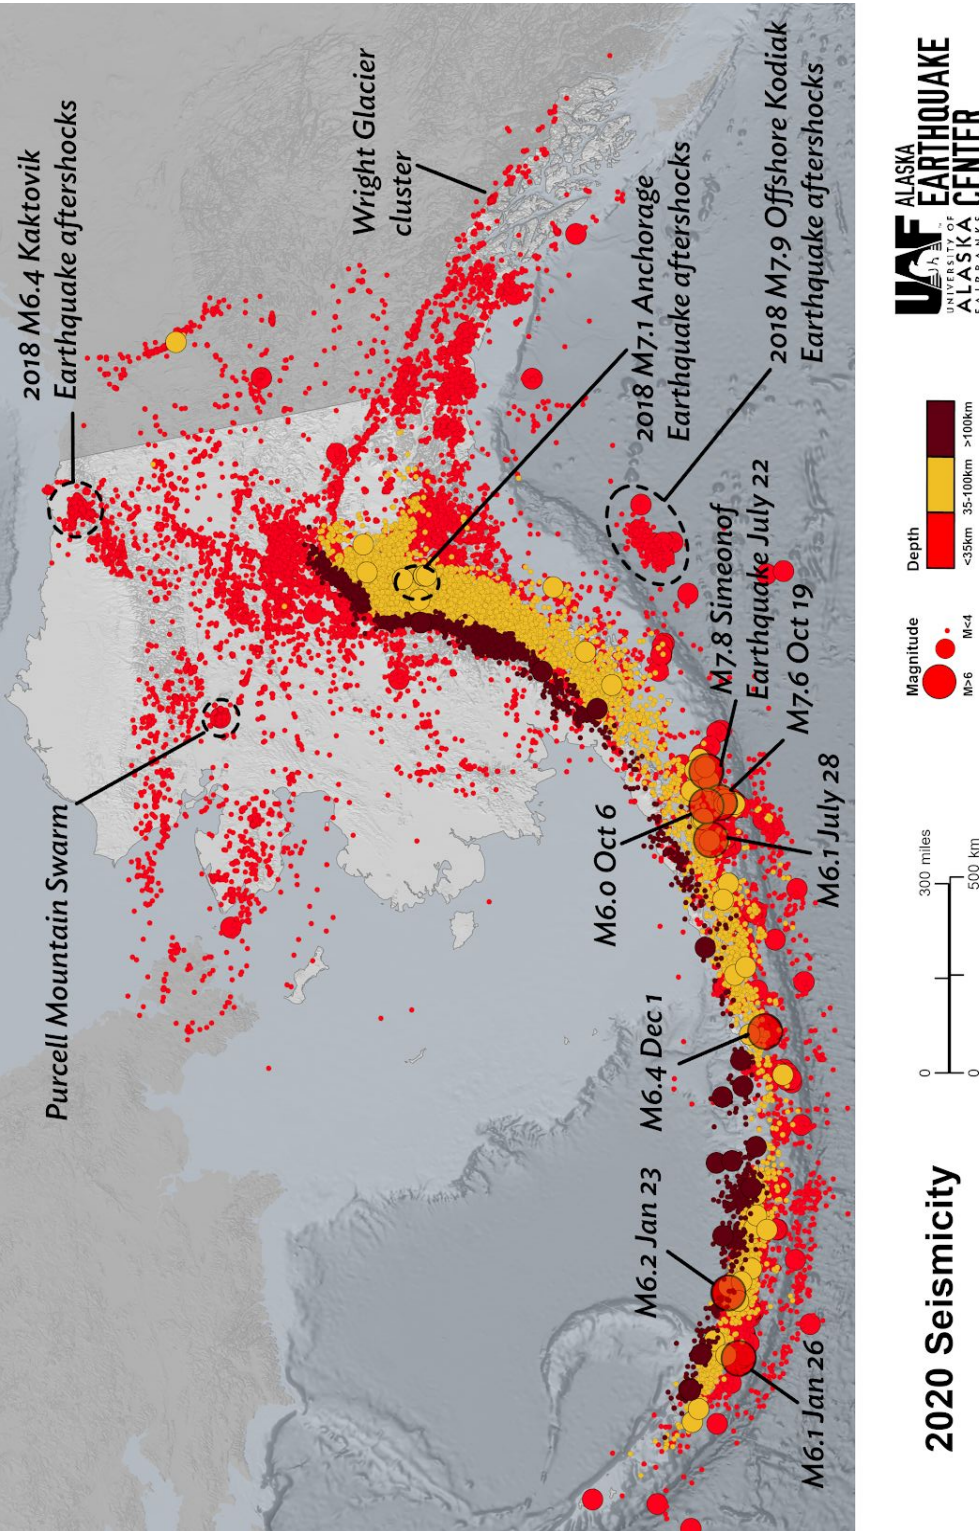 2018 M6.4 Kaktovik
Earthquake aftershocks
Purcell Mountain Swarm
Wright Glacier
cluster
2018 M7.1 Anchorage
Earthquake aftershocks
2018 M7.9 Offshore Kodiak
Earthquake aftershocks
M7.8 Simeonof
Earthquake July 22
M7.6 Oct 19
M6.0 Oct 6
M6.1 July 28
M6.4 Dec 1
M6.2 Jan 23
M6.1 Jan 26
2020 Seismicity
0
300 miles
0
500 km
Magnitude
M>6
M<4
Depth
<35km
35-100km
>100km
UAF
UNIVERSITY OF
ALASKA
FAIRBANKS
ALASKA
EARTHQUAKE
CENTER